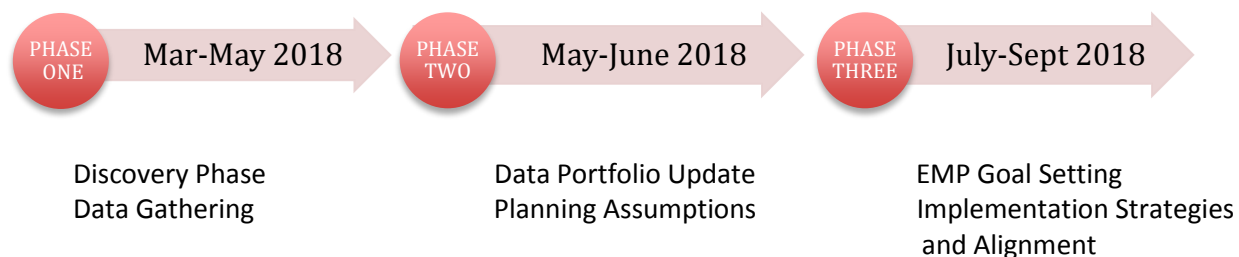 PHASE
ONE
Mar-May 2018
Discovery Phase
Data Gathering
PHASE
TWO
May-June 2018
Data Portfolio Update
Planning Assumptions
PHASE
THREE
July-Sept 2018
EMP Goal Setting
Implementation Strategies
and Alignment